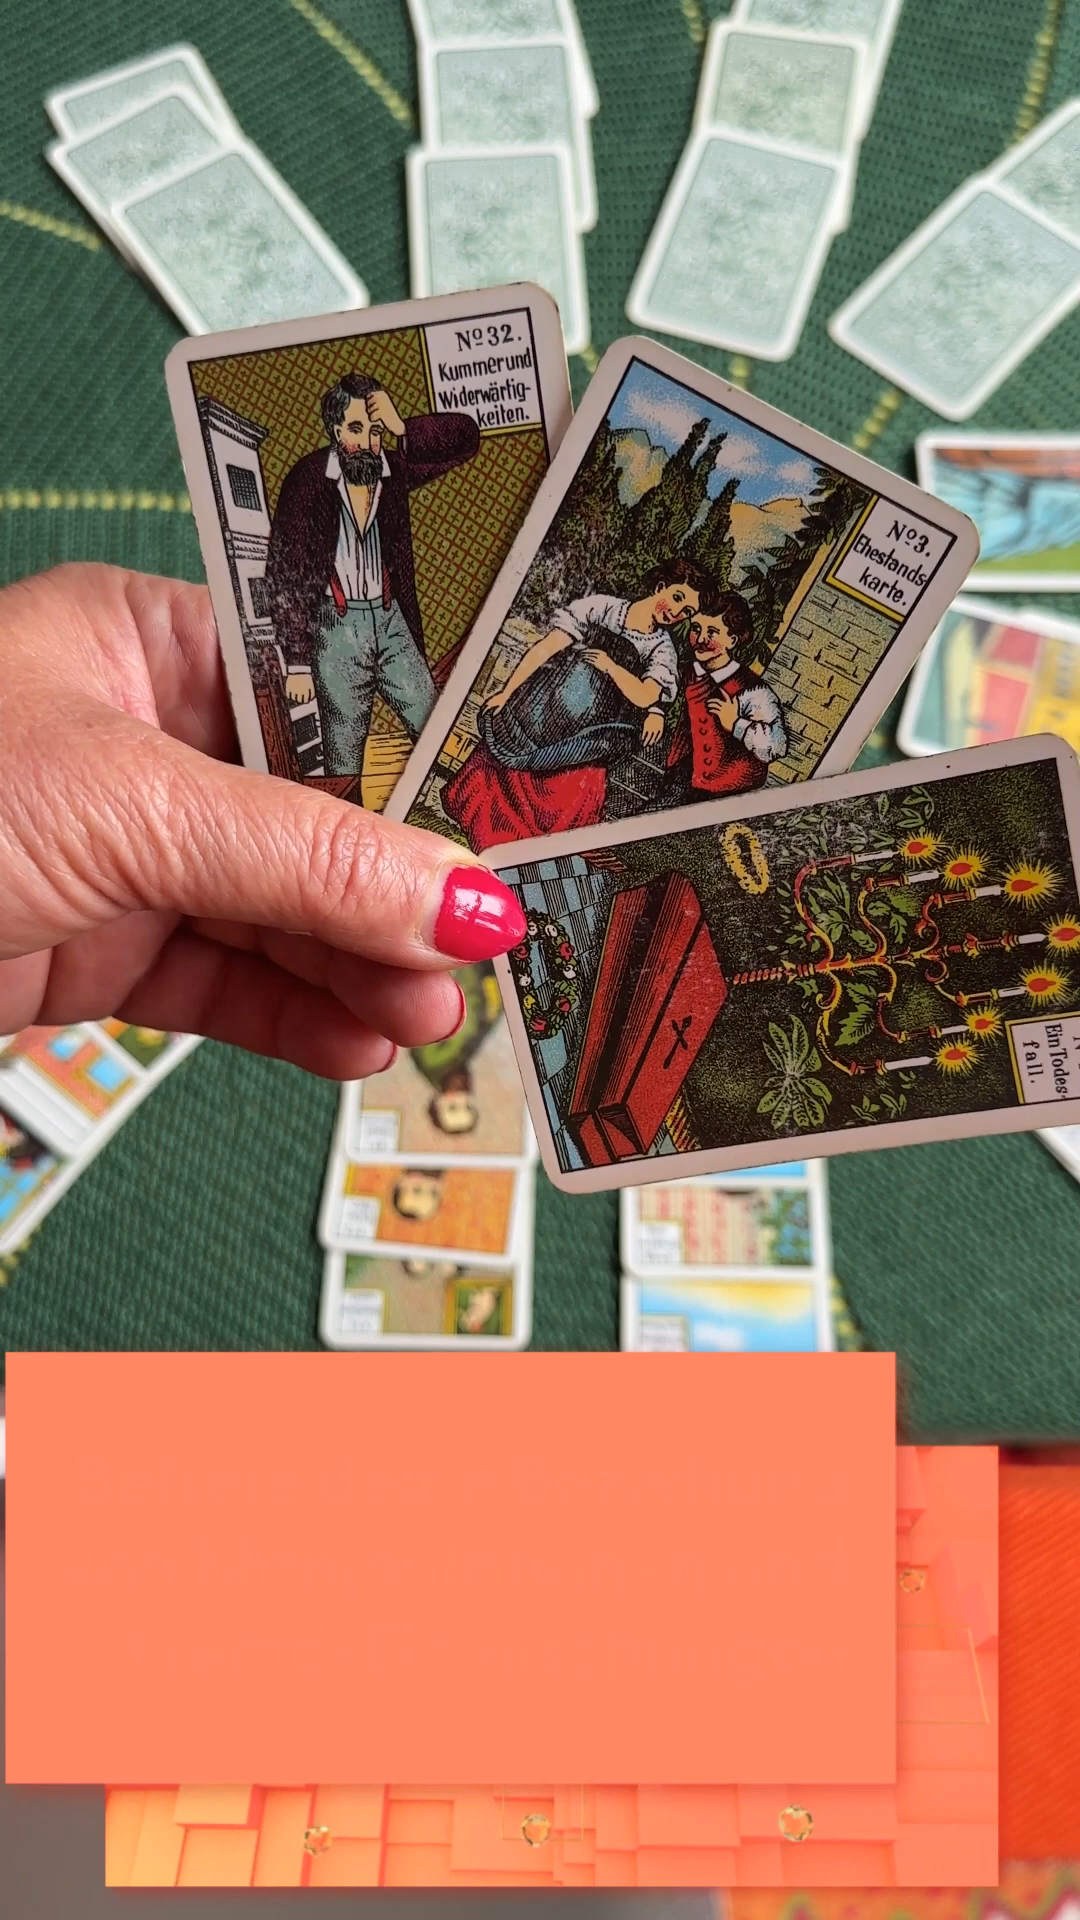 Nº 32.
Kummer und
Widerwärtig-
keiten.
Nº 3.
Ehestands-
karte.
Ein Todes-
fall.